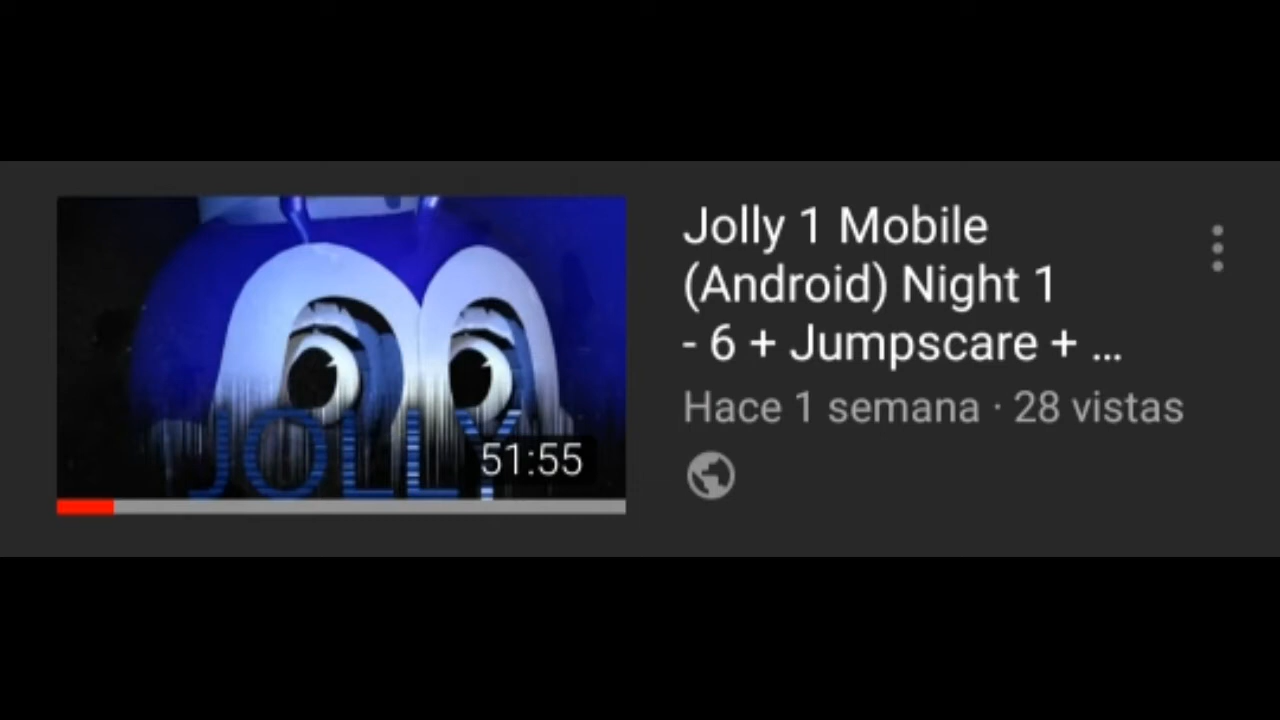 JOLLY
51:55
Jolly 1 Mobile
(Android) Night 1
- 6 + Jumpscare + ...
Hace 1 semana · 28 vistas